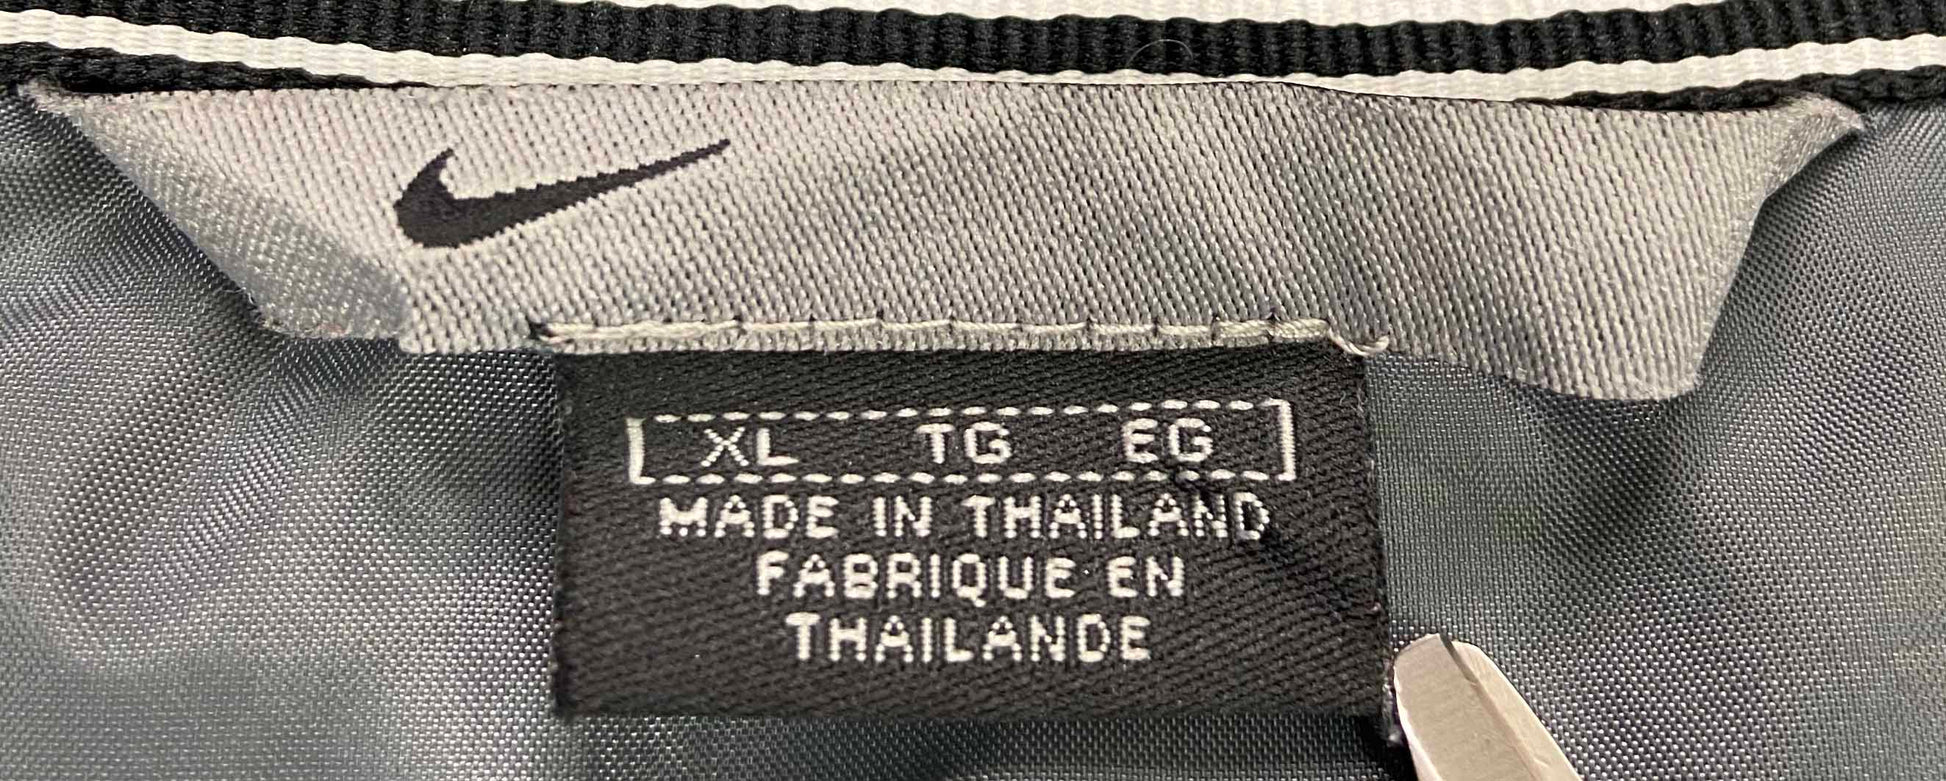 XL TG EG
MADE IN THAILAND
FABRIQUE EN
THAILANDE